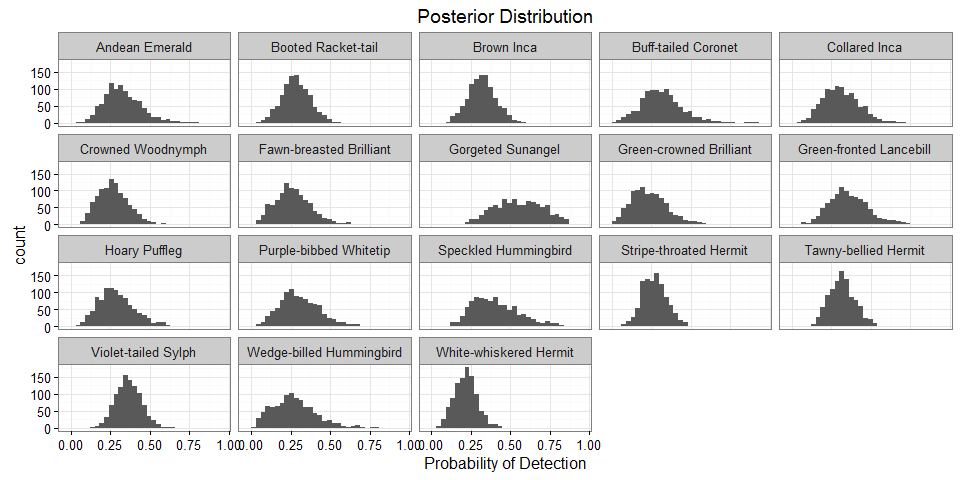 Posterior Distribution
Andean Emerald Booted Racket-tail Brown Inca Buff-tailed Coronet Collared Inca
150
100
50
0
Crowned Woodnymph Fawn-breasted Brilliant Gorgeted Sunangel Green-crowned Brilliant Green-fronted Lancebill
150
100
50
0
count
Hoary Puffleg Purple-bibbed Whitetip Speckled Hummingbird Stripe-throated Hermit Tawny-bellied Hermit
150
100
50
0
Violet-tailed Sylph Wedge-billed Hummingbird White-whiskered Hermit
150
100
50
0
0.00 0.25 0.50 0.75 1.00 0.00 0.25 0.50 0.75 1.00 0.00 0.25 0.50 0.75 1.00
Probability of Detection